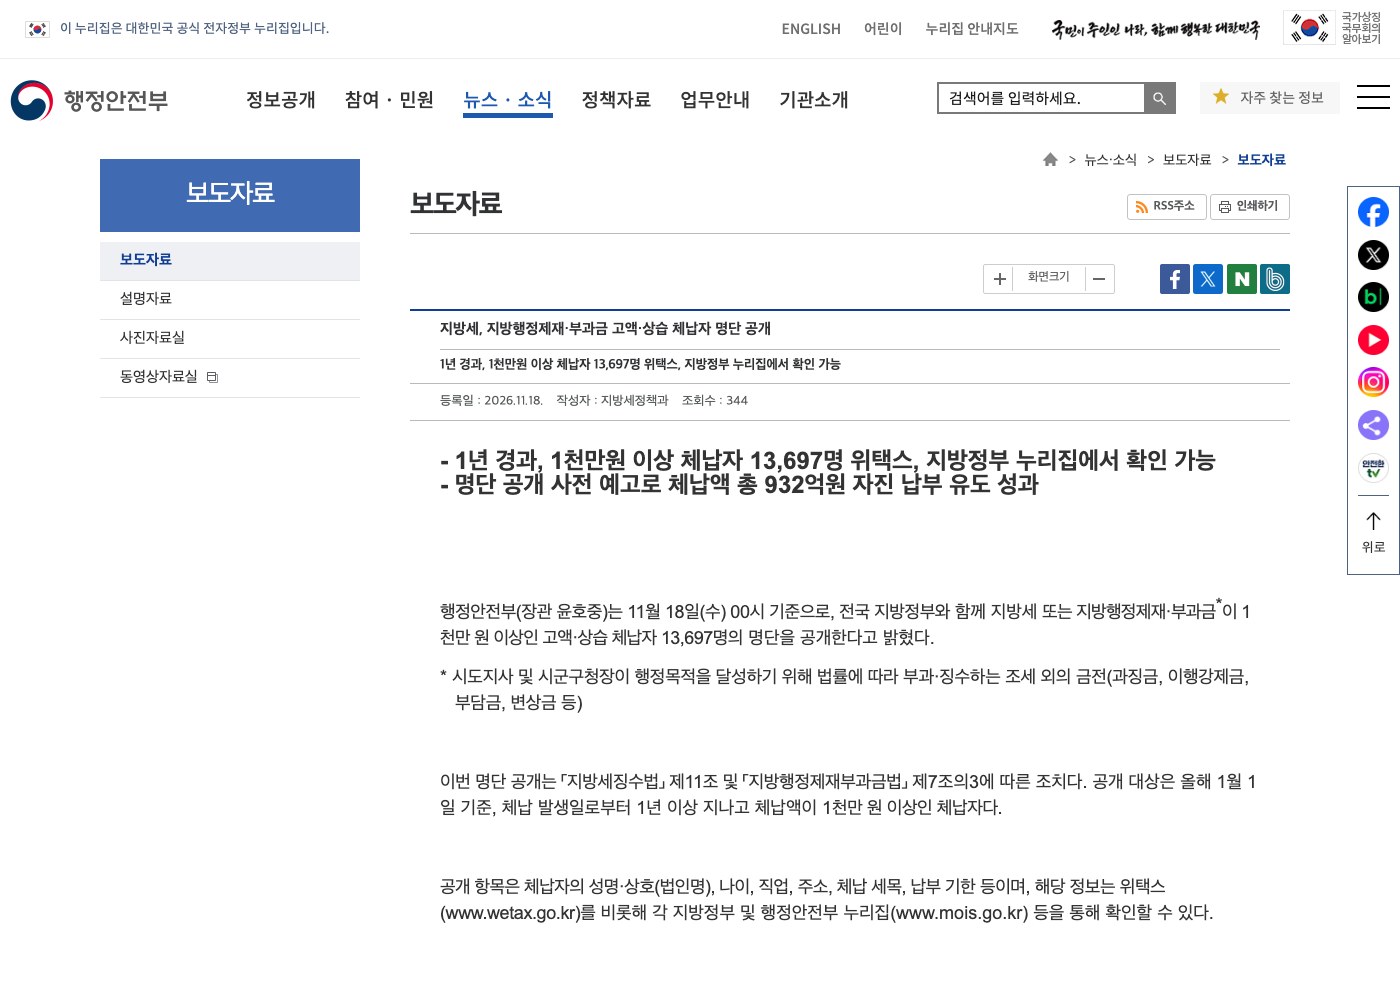 이 누리집은 대한민국 공식 전자정부 누리집입니다.
ENGLISH 어린이 누리집 안내지도 국민이 주인인 나라, 함께 행복한 대한민국
국가상징
국무회의
알아보기
행정안전부
정보공개 참여 · 민원 뉴스 · 소식 정책자료 업무안내 기관소개
검색어를 입력하세요.
자주 찾는 정보
> 뉴스·소식 > 보도자료 > 보도자료
보도자료
보도자료
설명자료
사진자료실
동영상자료실
보도자료
RSS주소 인쇄하기
화면크기
지방세, 지방행정제재·부과금 고액·상습 체납자 명단 공개
1년 경과, 1천만원 이상 체납자 13,697명 위택스, 지방정부 누리집에서 확인 가능
등록일 : 2026.11.18. 작성자 : 지방세정책과 조회수 : 344
- 1년 경과, 1천만원 이상 체납자 13,697명 위택스, 지방정부 누리집에서 확인 가능
- 명단 공개 사전 예고로 체납액 총 932억원 자진 납부 유도 성과
행정안전부(장관 윤호중)는 11월 18일(수) 00시 기준으로, 전국 지방정부와 함께 지방세 또는 지방행정제재·부과금*이 1
천만 원 이상인 고액·상습 체납자 13,697명의 명단을 공개한다고 밝혔다.
* 시도지사 및 시군구청장이 행정목적을 달성하기 위해 법률에 따라 부과·징수하는 조세 외의 금전(과징금, 이행강제금,
부담금, 변상금 등)
이번 명단 공개는 「지방세징수법」 제11조 및 「지방행정제재부과금법」 제7조의3에 따른 조치다. 공개 대상은 올해 1월 1
일 기준, 체납 발생일로부터 1년 이상 지나고 체납액이 1천만 원 이상인 체납자다.
공개 항목은 체납자의 성명·상호(법인명), 나이, 직업, 주소, 체납 세목, 납부 기한 등이며, 해당 정보는 위택스
(www.wetax.go.kr)를 비롯해 각 지방정부 및 행정안전부 누리집(www.mois.go.kr) 등을 통해 확인할 수 있다.
안전한
tv
위로